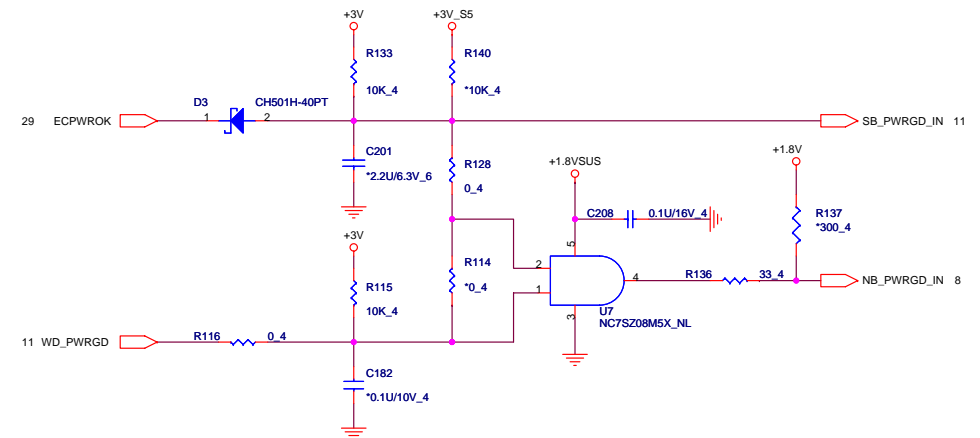 +3V
+3V_S5
R133
10K_4
R140
*10K_4
D3
CH501H-40PT
1
2
29 ECPWROK
SB_PWRGD_IN 11
C201
*2.2U/6.3V_6
R128
0_4
+1.8VSUS
+1.8V
C208
0.1U/16V_4
R137
*300_4
+3V
R115
10K_4
R114
*0_4
5
2
1
4
3
R136
33_4
NB_PWRGD_IN 8
U7
NC7SZ08M5X_NL
11 WD_PWRGD
R116
0_4
C182
*0.1U/10V_4